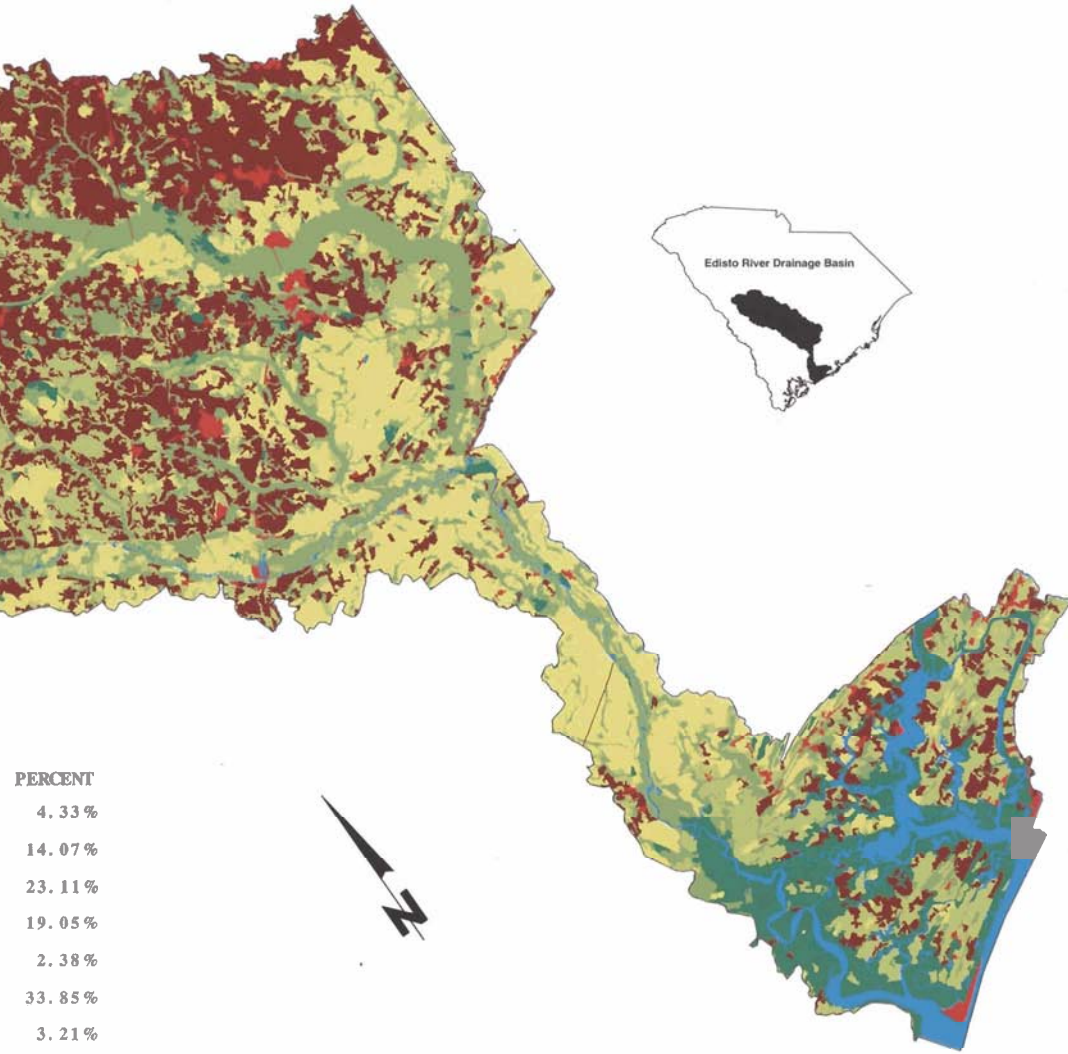 Edisto River Drainage Basin
PERCENT
4.33%
14.07%
23.11%
19.05%
2.38%
33.85%
3.21%
N